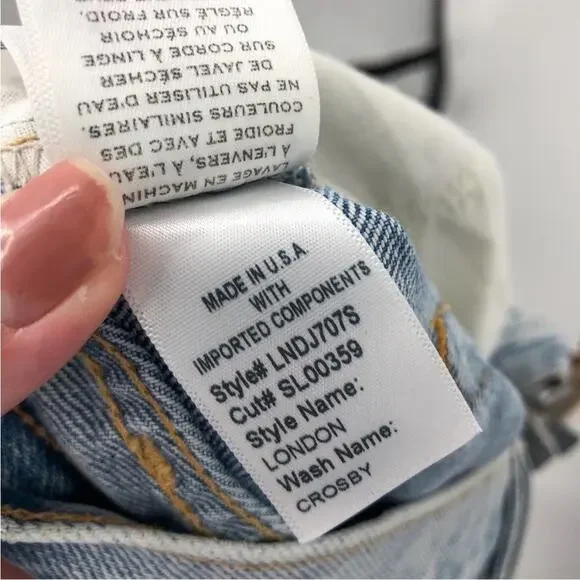 LAVAGE EN MACHINE
À L'ENVERS, À L'EAU
FROIDE ET AVEC DES
COULEURS SIMILAIRES.
NE PAS UTILISER D'EAU
DE JAVEL. SÉCHER
SUR CORDE À LINGE
OU AU SÉCHOIR
RÉGLÉ SUR FROID.
MADE IN U.S.A
WITH
IMPORTED COMPONENTS
Style# LNDJ707S
Cut# SL00359
Style Name:
LONDON
Wash Name:
CROSBY